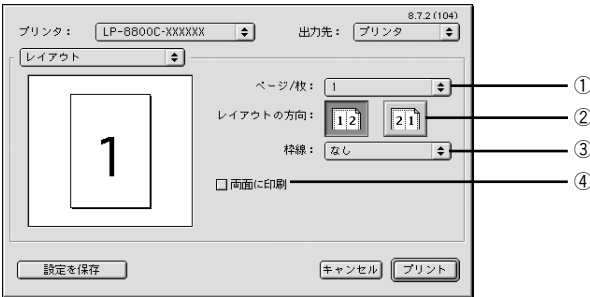 8.7.2 (104)
プリンタ： LP-8800C-XXXXXX 出力先： プリンタ
レイアウト
ページ/枚： 1 ①
レイアウトの方向： 1 2 2 1 ②
枠線： なし ③
両面に印刷 ④
1
設定を保存 キャンセル プリント